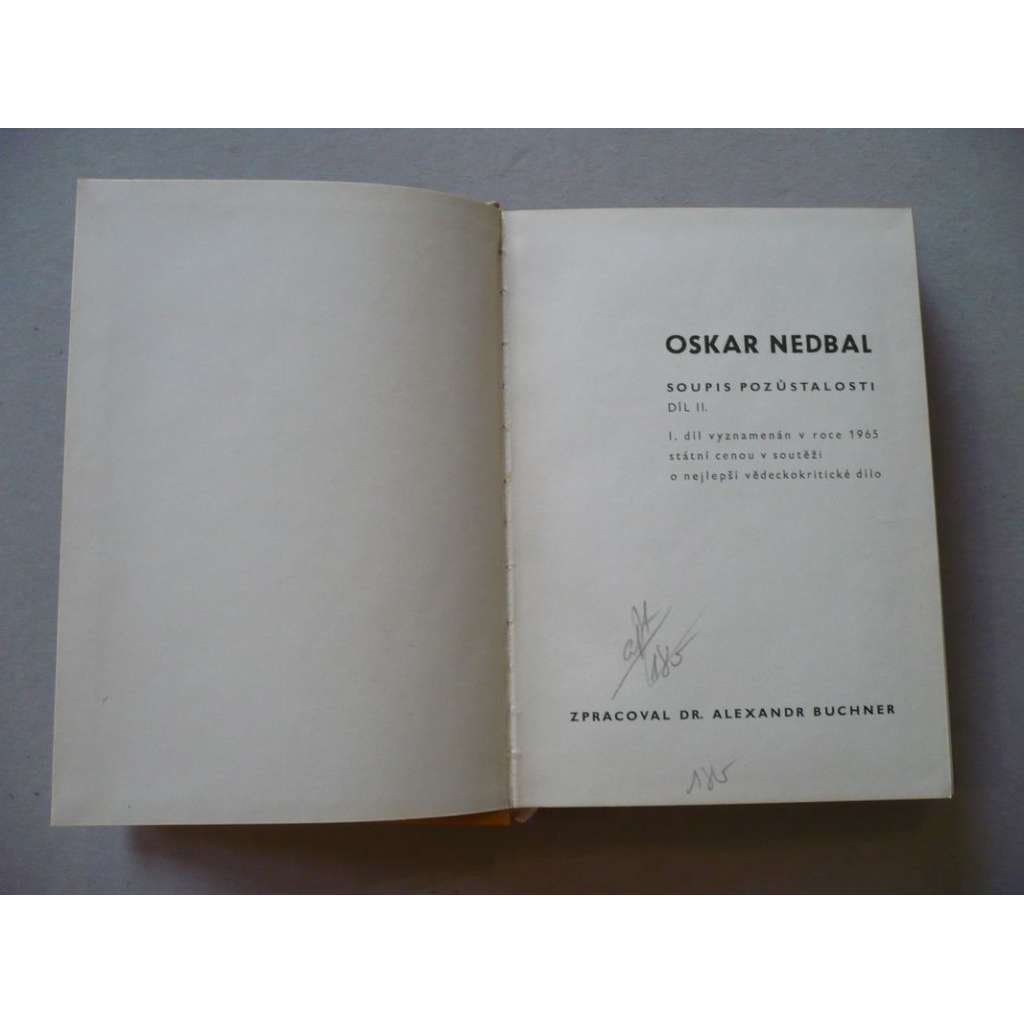 OSKAR NEDBAL
SOUPIS POZŮSTALOSTI
DÍL II.
I. díl vyznamenán v roce 1965
státní cenou v soutěži
o nejlepší vědeckokritické dílo
ZPRACOVAL DR. ALEXANDR BUCHNER